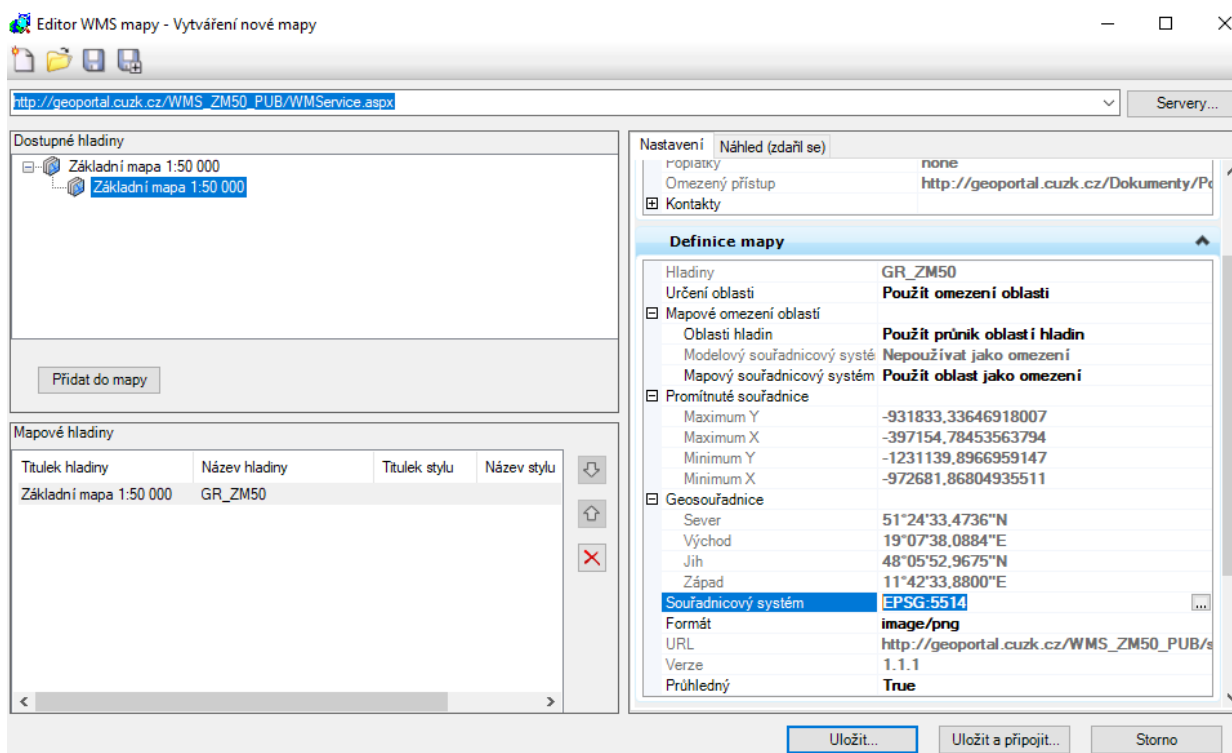 Editor WMS mapy - Vytváření nové mapy
http://geoportal.cuzk.cz/WMS_ZM50_PUB/WMService.aspx
Servery...
Dostupné hladiny
Základní mapa 1:50 000
Základní mapa 1:50 000
Přidat do mapy
Mapové hladiny
Titulek hladiny Název hladiny Titulek stylu Název stylu
Základní mapa 1:50 000 GR_ZM50
Nastavení Náhled (zdařil se)
Poplatky none
Omezený přístup http://geoportal.cuzk.cz/Dokumenty/Po
Kontakty
Definice mapy
Hladiny GR_ZM50
Určení oblasti Použít omezení oblasti
Mapové omezení oblastí
Oblasti hladin Použít průnik oblastí hladin
Modelový souřadnicový systé Nepoužívat jako omezení
Mapový souřadnicový systém Použít oblast jako omezení
Promítnuté souřadnice
Maximum Y -931833,33646918007
Maximum X -397154,78453563794
Minimum Y -1231139,8966959147
Minimum X -972681,86804935511
Geosouřadnice
Sever 51°24'33,4736"N
Východ 19°07'38,0884"E
Jih 48°05'52,9675"N
Západ 11°42'33,8800"E
Souřadnicový systém EPSG:5514 ...
Formát image/png
URL http://geoportal.cuzk.cz/WMS_ZM50_PUB/s
Verze 1.1.1
Průhledný True
Uložit... Uložit a připojit... Storno